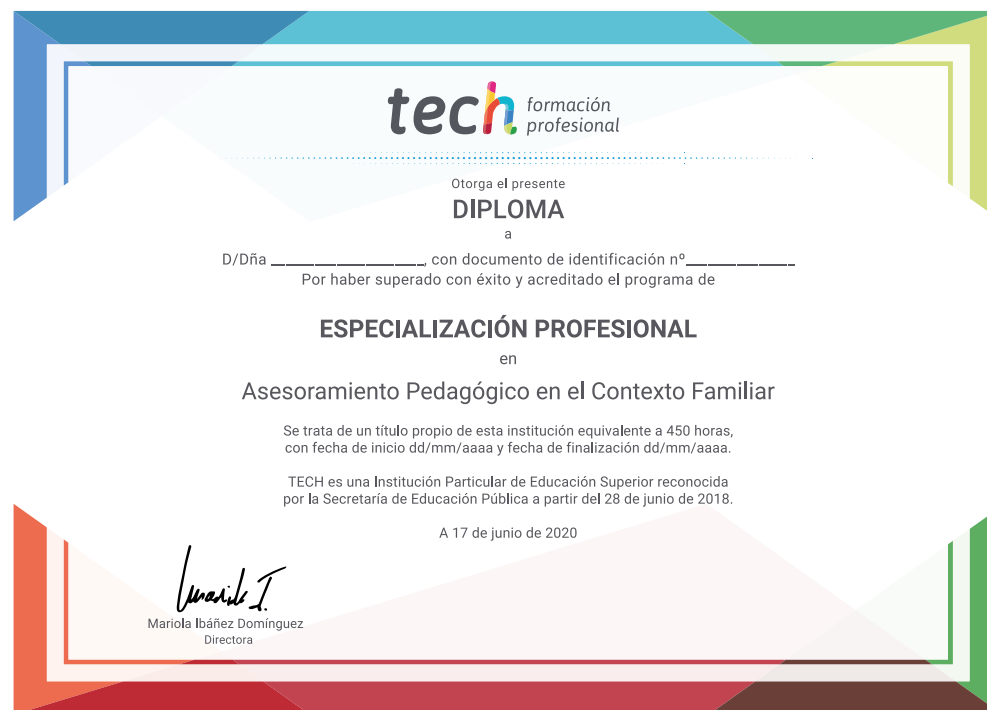 tech formación
profesional
Otorga el presente
DIPLOMA
a
D/Dña ____________________, con documento de identificación nº______________
Por haber superado con éxito y acreditado el programa de
ESPECIALIZACIÓN PROFESIONAL
en
Asesoramiento Pedagógico en el Contexto Familiar
Se trata de un título propio de esta institución equivalente a 450 horas,
con fecha de inicio dd/mm/aaaa y fecha de finalización dd/mm/aaaa.
TECH es una Institución Particular de Educación Superior reconocida
por la Secretaría de Educación Pública a partir del 28 de junio de 2018.
A 17 de junio de 2020
Mariola Ibáñez Domínguez
Directora